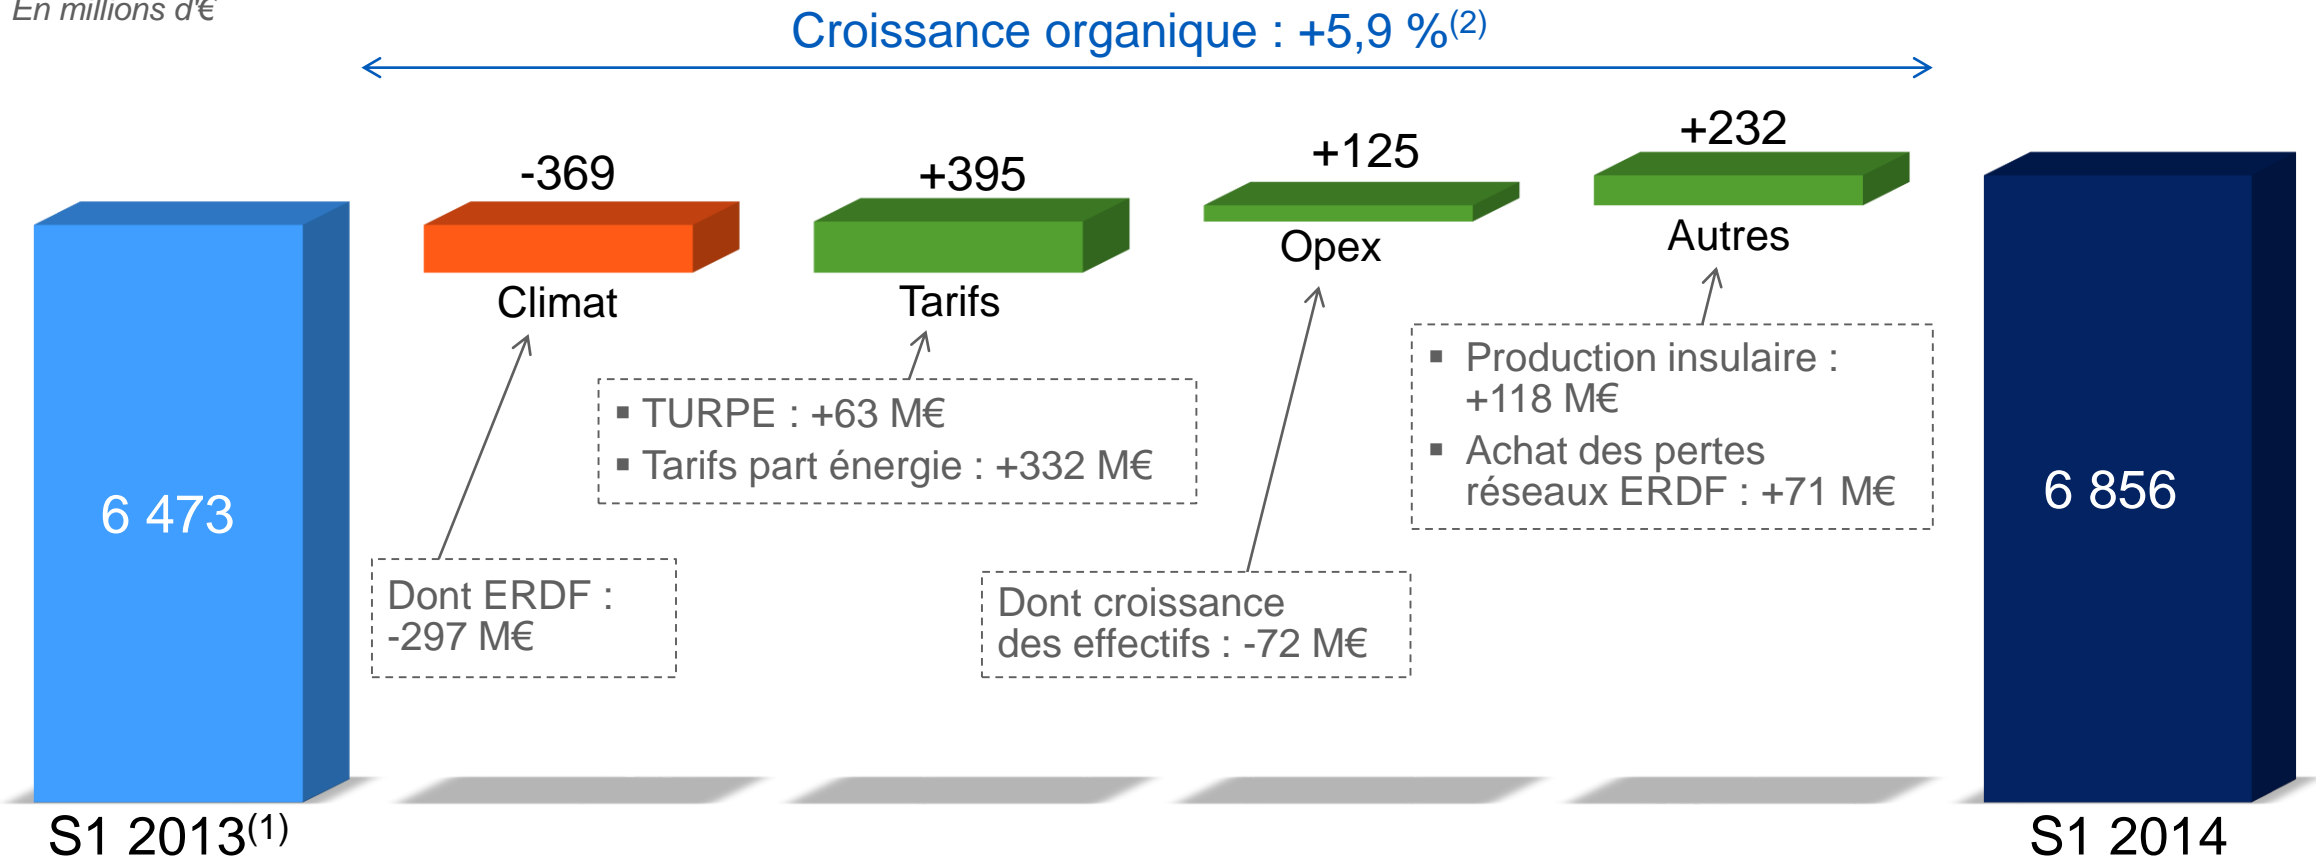 En millions d'€
Croissance organique : +5,9 %(2)
-369
+395
+125
+232
Climat
Tarifs
Opex
Autres
▪ TURPE : +63 M€
▪ Tarifs part énergie : +332 M€
▪ Production insulaire :
+118 M€
▪ Achat des pertes
réseaux ERDF : +71 M€
6 473
6 856
Dont ERDF :
-297 M€
Dont croissance
des effectifs : -72 M€
S1 2013(1)
S1 2014